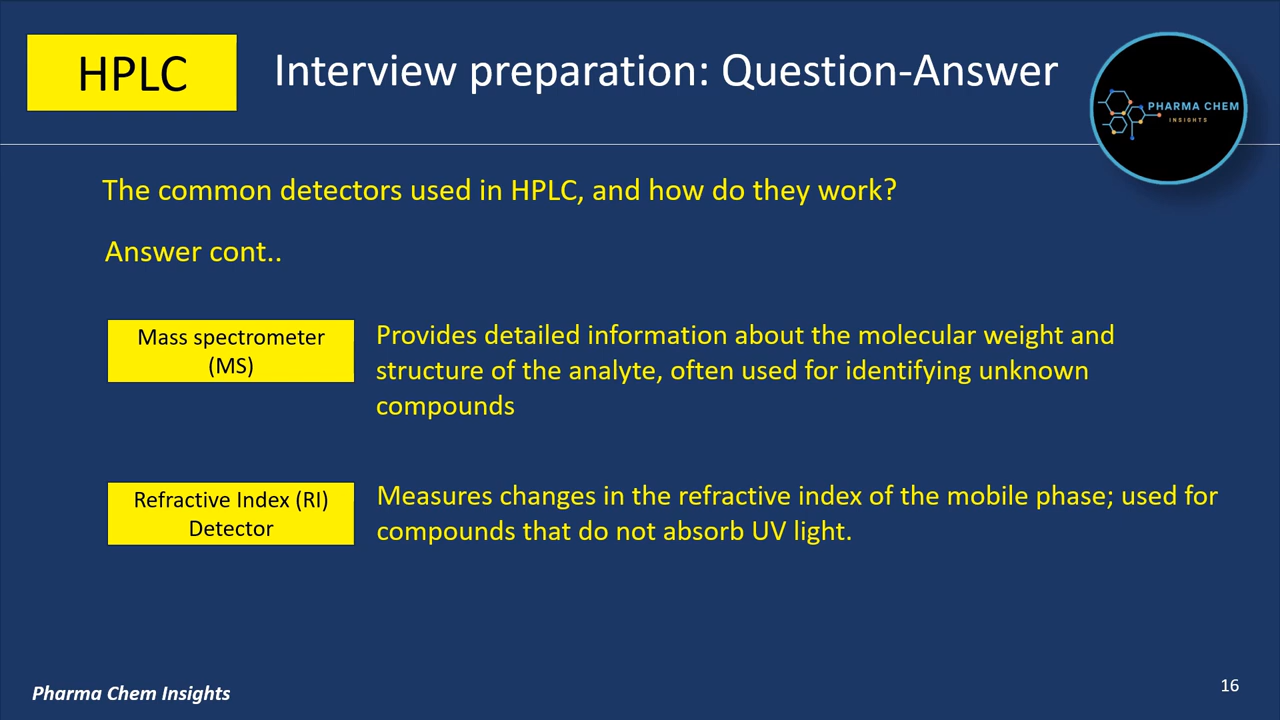 HPLC
Interview preparation: Question-Answer
PHARMA CHEM
INSIGHTS
The common detectors used in HPLC, and how do they work?
Answer cont..
Mass spectrometer
(MS)
Provides detailed information about the molecular weight and
structure of the analyte, often used for identifying unknown
compounds
Refractive Index (RI)
Detector
Measures changes in the refractive index of the mobile phase; used for
compounds that do not absorb UV light.
Pharma Chem Insights
16